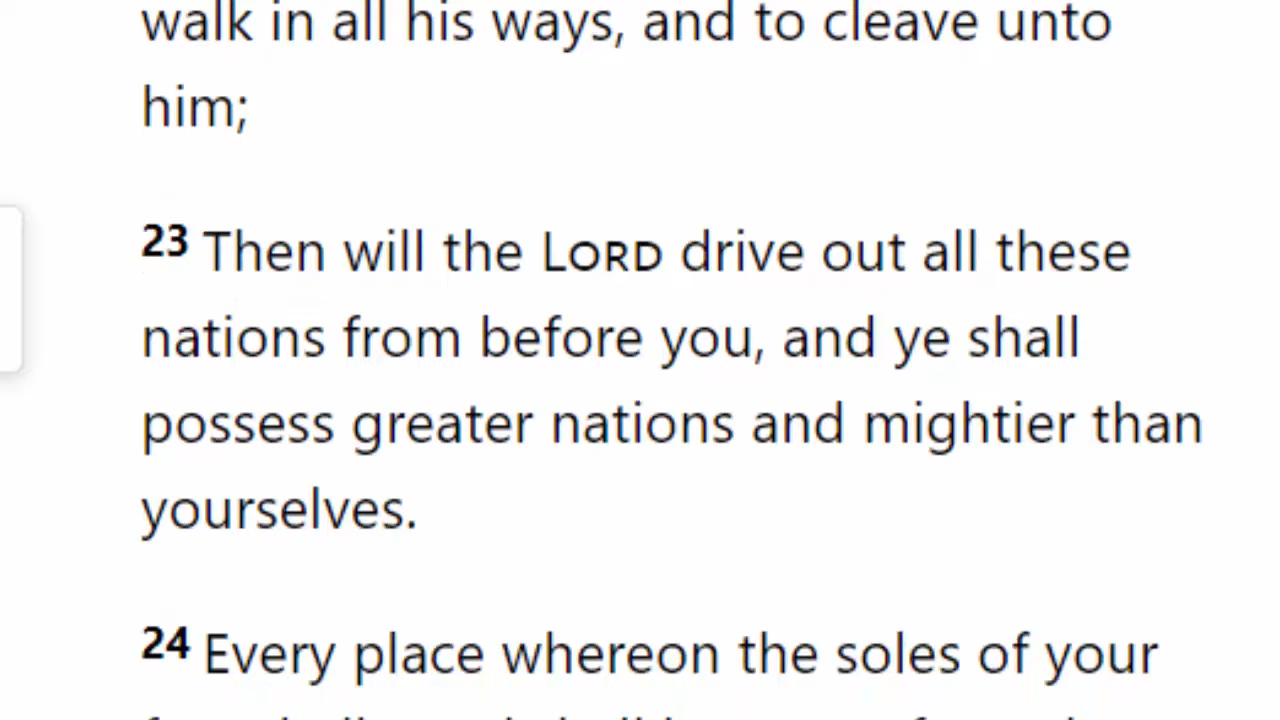 walk in all his ways, and to cleave unto
him;
23 Then will the LORD drive out all these
nations from before you, and ye shall
possess greater nations and mightier than
yourselves.
24 Every place whereon the soles of your